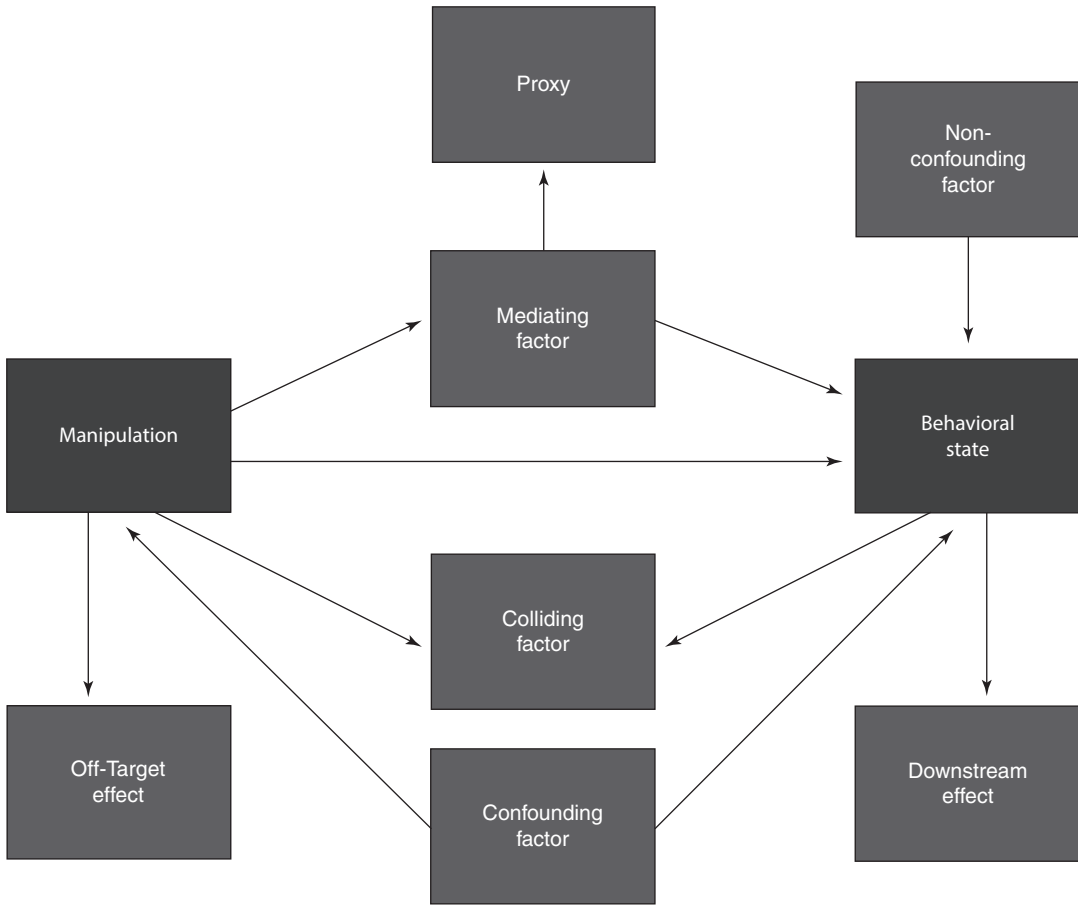 Proxy
Non-
confounding
factor
Mediating
factor
Manipulation
Behavioral
state
Colliding
factor
Off-Target
effect
Confounding
factor
Downstream
effect